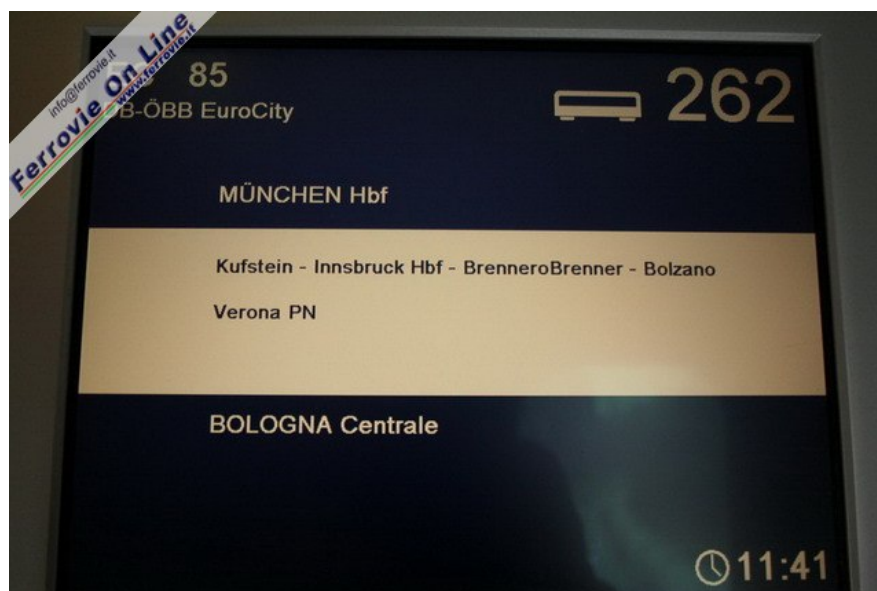 85
262
DB-ÖBB EuroCity
MÜNCHEN Hbf
Kufstein - Innsbruck Hbf - BrenneroBrenner - Bolzano
Verona PN
BOLOGNA Centrale
11:41
info@ferrovie.it
Ferrovie On Line
www.ferrovie.it